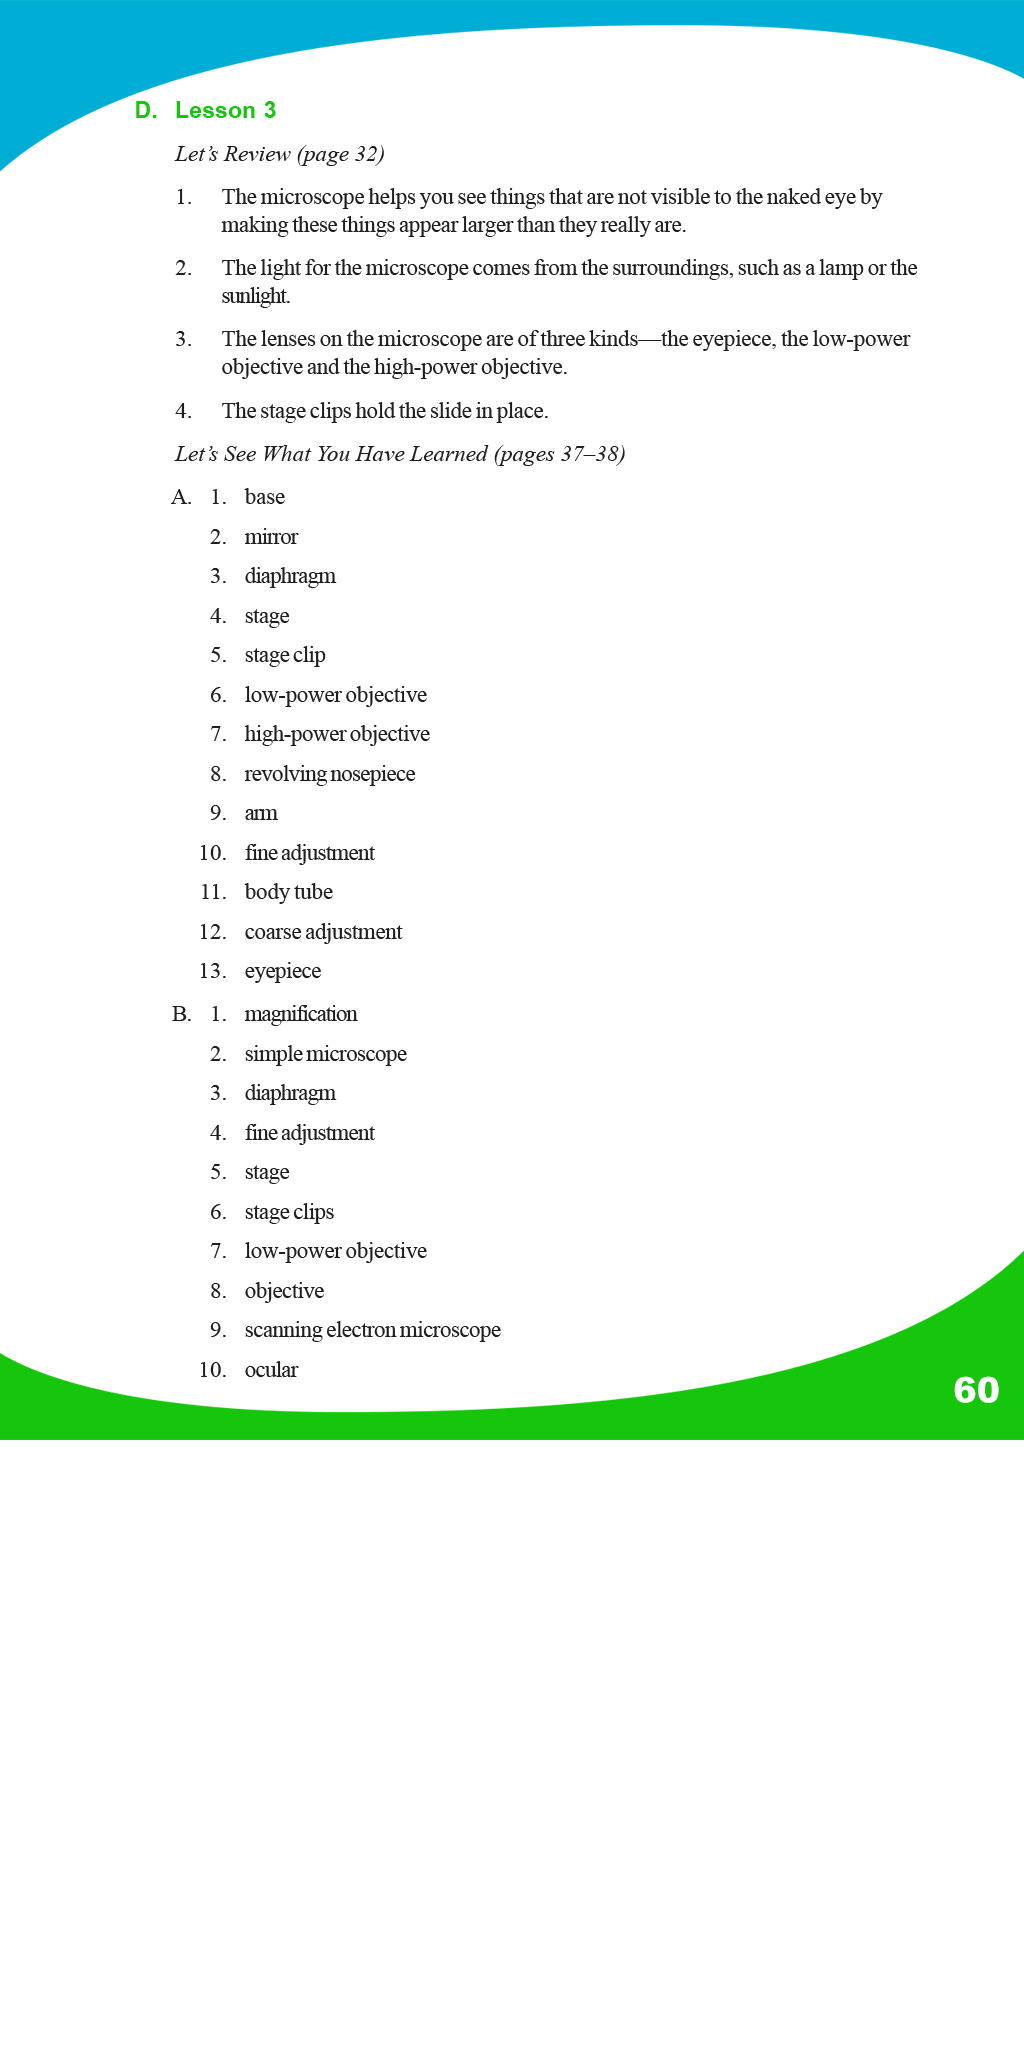 D. Lesson 3
Let’s Review (page 32)
1. The microscope helps you see things that are not visible to the naked eye by
making these things appear larger than they really are.
2. The light for the microscope comes from the surroundings, such as a lamp or the
sunlight.
3. The lenses on the microscope are of three kinds—the eyepiece, the low-power
objective and the high-power objective.
4. The stage clips hold the slide in place.
Let’s See What You Have Learned (pages 37–38)
A. 1. base
2. mirror
3. diaphragm
4. stage
5. stage clip
6. low-power objective
7. high-power objective
8. revolving nosepiece
9. arm
10. fine adjustment
11. body tube
12. coarse adjustment
13. eyepiece
B. 1. magnification
2. simple microscope
3. diaphragm
4. fine adjustment
5. stage
6. stage clips
7. low-power objective
8. objective
9. scanning electron microscope
10. ocular
60